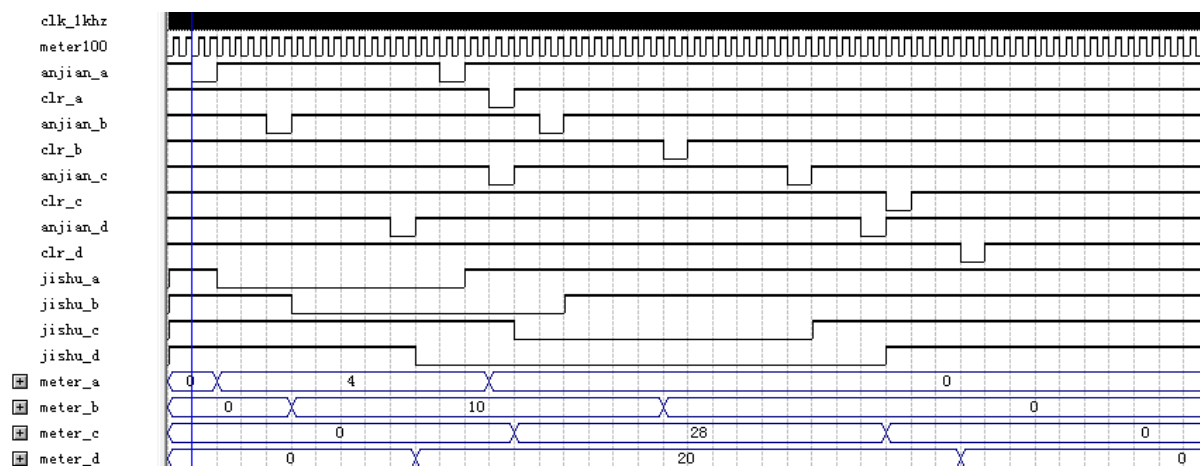 clk_1khz
meter100
anjian_a
clr_a
anjian_b
clr_b
anjian_c
clr_c
anjian_d
clr_d
jishu_a
jishu_b
jishu_c
jishu_d
meter_a 0 4 0
meter_b 0 10 0
meter_c 0 28 0
meter_d 0 20 0